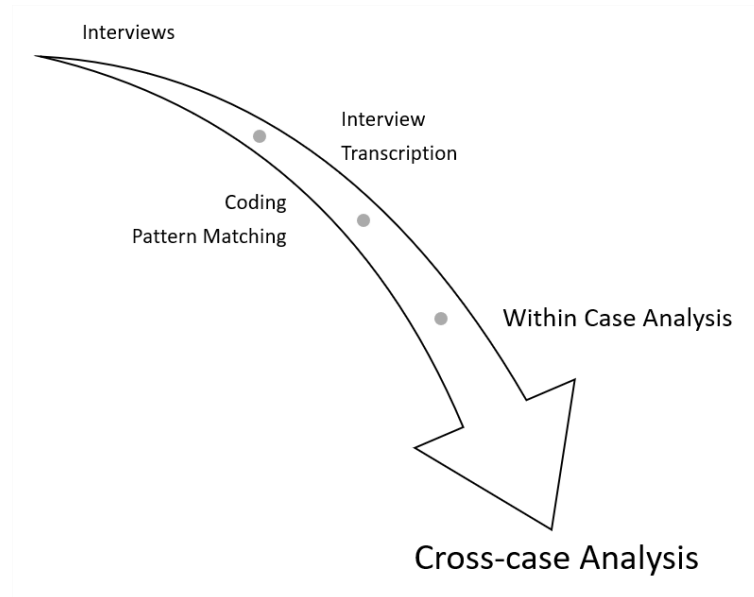 Interviews
Interview
Transcription
Coding
Pattern Matching
Within Case Analysis
Cross-case Analysis